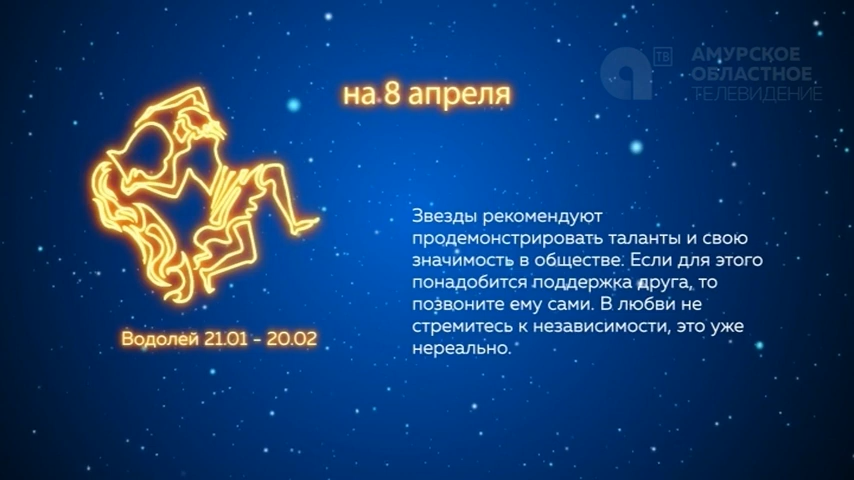 ТВ
АМУРСКОЕ
ОБЛАСТНОЕ
ТЕЛЕВИДЕНИЕ
на 8 апреля
Звезды рекомендуют
продемонстрировать таланты и свою
значимость в обществе. Если для этого
понадобится поддержка друга, то
позвоните ему сами. В любви не
стремитесь к независимости, это уже
нереально.
Водолей 21.01 - 20.02